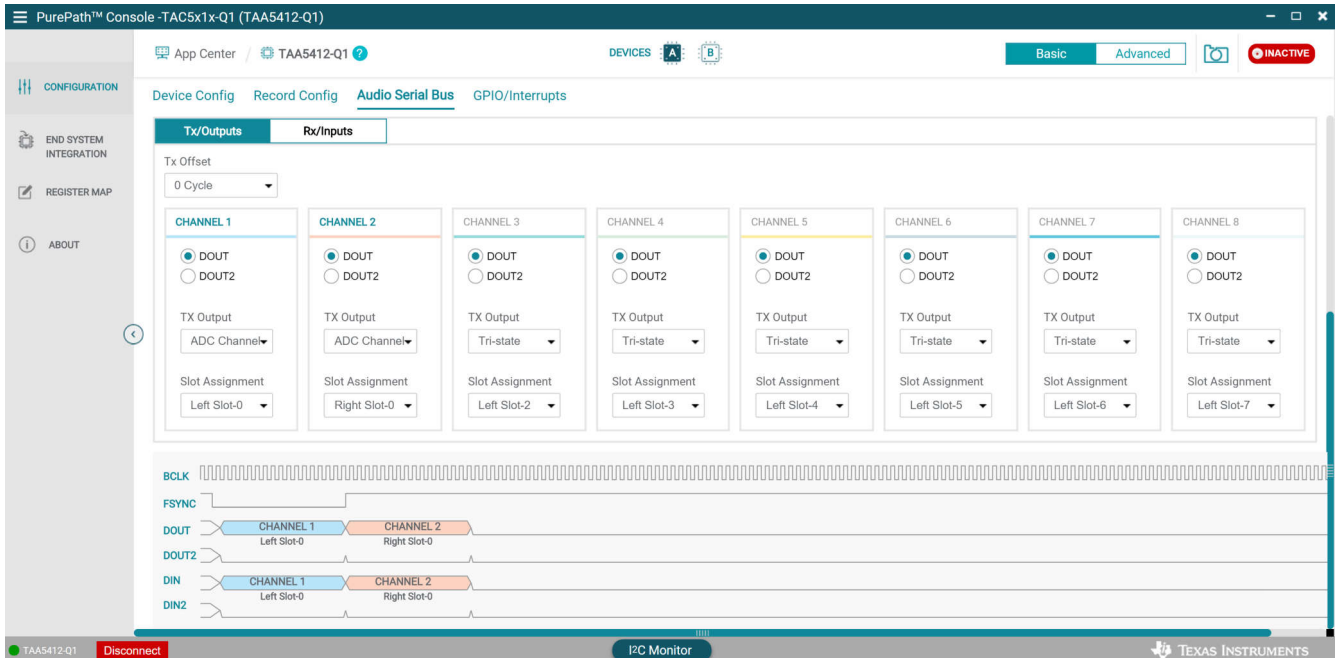 PurePath™ Console -TAC5x1x-Q1 (TAA5412-Q1)
App Center / TAA5412-Q1 ?
DEVICES A B
Basic Advanced
INACTIVE
CONFIGURATION
END SYSTEM
INTEGRATION
REGISTER MAP
ABOUT
Device Config Record Config Audio Serial Bus GPIO/Interrupts
Tx/Outputs Rx/Inputs
Tx Offset
0 Cycle
CHANNEL 1 CHANNEL 2 CHANNEL 3 CHANNEL 4 CHANNEL 5 CHANNEL 6 CHANNEL 7 CHANNEL 8
DOUT DOUT DOUT DOUT DOUT DOUT DOUT DOUT
DOUT2 DOUT2 DOUT2 DOUT2 DOUT2 DOUT2 DOUT2 DOUT2
TX Output TX Output TX Output TX Output TX Output TX Output TX Output TX Output
ADC Channel ADC Channel Tri-state Tri-state Tri-state Tri-state Tri-state Tri-state
Slot Assignment Slot Assignment Slot Assignment Slot Assignment Slot Assignment Slot Assignment Slot Assignment Slot Assignment
Left Slot-0 Right Slot-0 Left Slot-2 Left Slot-3 Left Slot-4 Left Slot-5 Left Slot-6 Left Slot-7
BCLK
FSYNC
DOUT CHANNEL 1 CHANNEL 2
Left Slot-0 Right Slot-0
DOUT2
DIN CHANNEL 1 CHANNEL 2
Left Slot-0 Right Slot-0
DIN2
TAA5412-Q1 Disconnect I²C Monitor TEXAS INSTRUMENTS